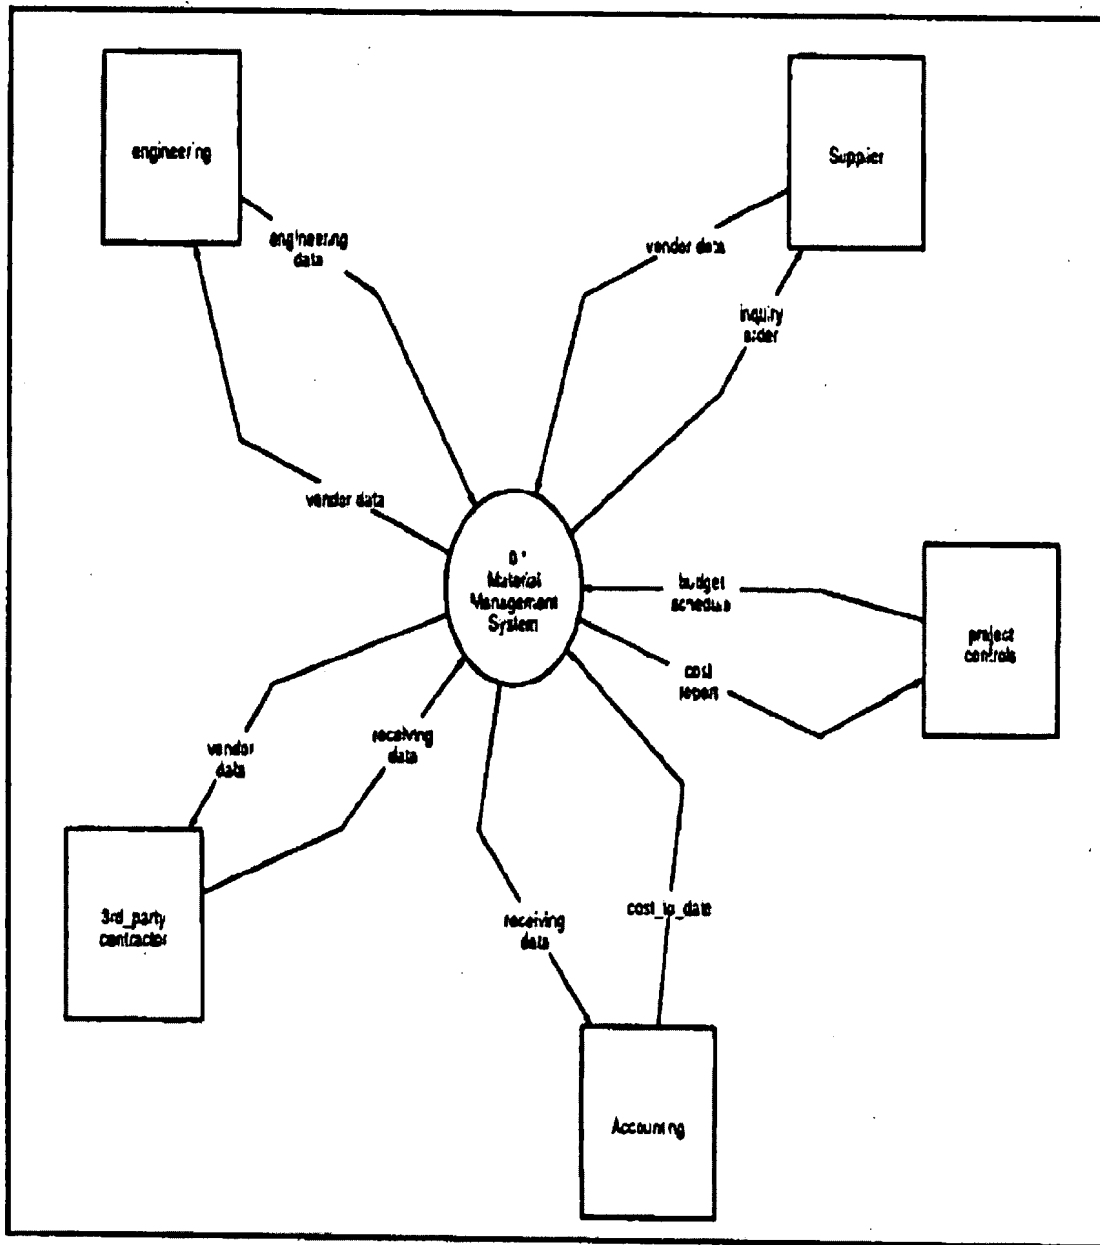 engineering
Supplier
engineering
data
vendor data
inquiry
order
vendor data
Material
Management
System
budget
schedule
project
controls
cost
report
vendor
data
receiving
data
3rd_party
contractor
receiving
data
cost_to_date
Accounting